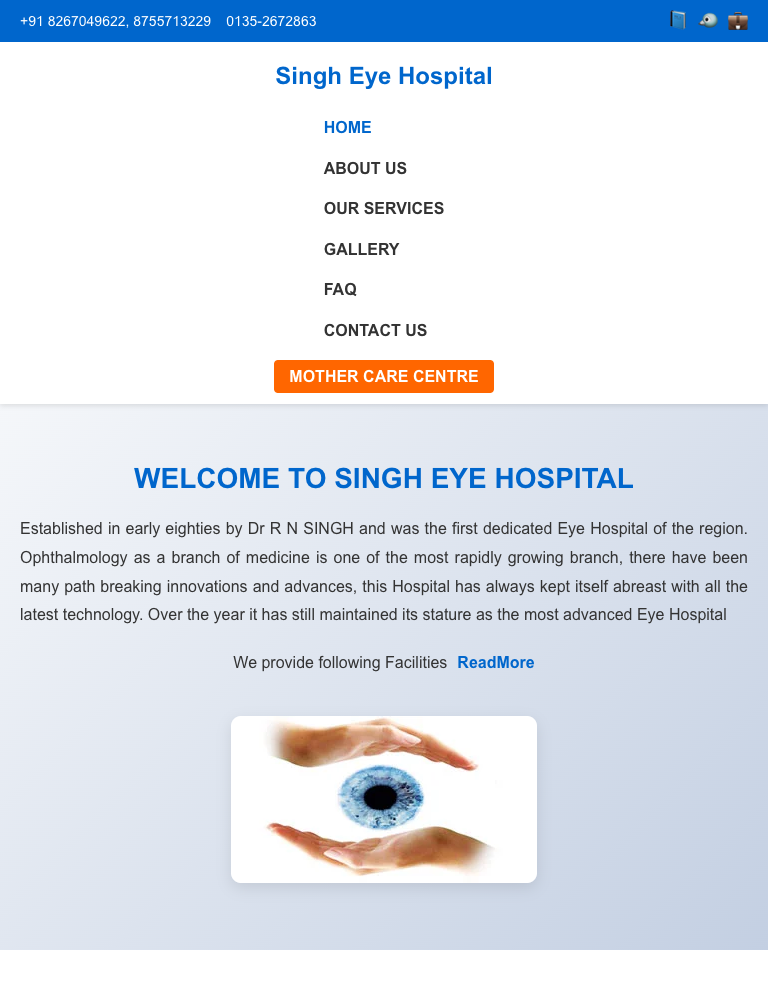 +91 8267049622, 8755713229 0135-2672863
Singh Eye Hospital
HOME
ABOUT US
OUR SERVICES
GALLERY
FAQ
CONTACT US
MOTHER CARE CENTRE
WELCOME TO SINGH EYE HOSPITAL
Established in early eighties by Dr R N SINGH and was the first dedicated Eye Hospital of the region.
Ophthalmology as a branch of medicine is one of the most rapidly growing branch, there have been
many path breaking innovations and advances, this Hospital has always kept itself abreast with all the
latest technology. Over the year it has still maintained its stature as the most advanced Eye Hospital
We provide following Facilities ReadMore